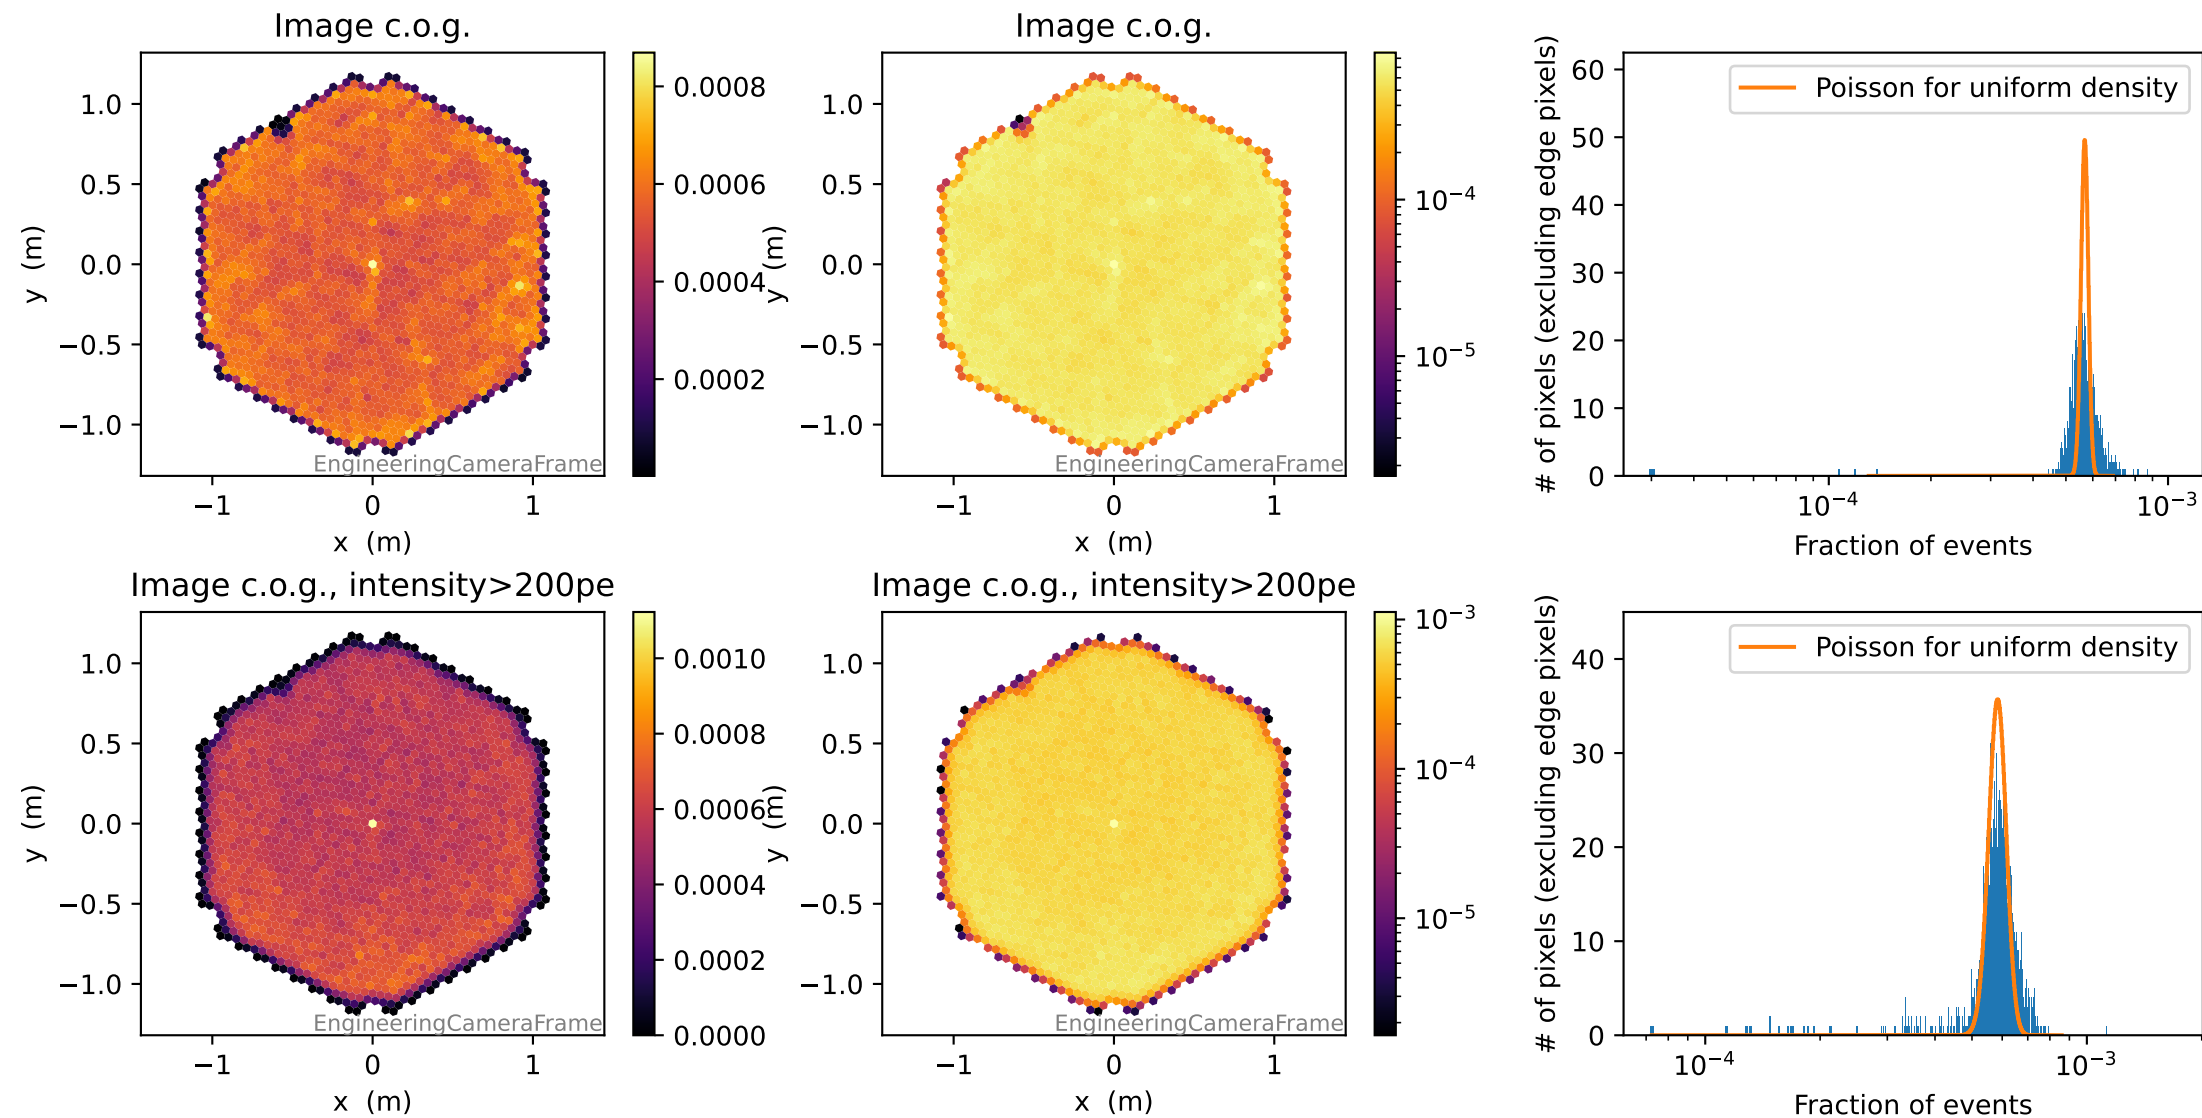 Image c.o.g.
1.0
0.5
0.0
−0.5
−1.0
y (m)
−1 0 1
x (m)
EngineeringCameraFrame
0.0008
0.0006
0.0004
0.0002
Image c.o.g.
1.0
0.5
0.0
−0.5
−1.0
y (m)
−1 0 1
x (m)
EngineeringCameraFrame
10⁻⁴
10⁻⁵
60
50
40
30
20
10
0
# of pixels (excluding edge pixels)
Poisson for uniform density
10⁻⁴ 10⁻³
Fraction of events
Image c.o.g., intensity>200pe
1.0
0.5
0.0
−0.5
−1.0
y (m)
−1 0 1
x (m)
EngineeringCameraFrame
0.0010
0.0008
0.0006
0.0004
0.0002
0.0000
Image c.o.g., intensity>200pe
1.0
0.5
0.0
−0.5
−1.0
y (m)
−1 0 1
x (m)
EngineeringCameraFrame
10⁻³
10⁻⁴
10⁻⁵
40
30
20
10
0
# of pixels (excluding edge pixels)
Poisson for uniform density
10⁻⁴ 10⁻³
Fraction of events